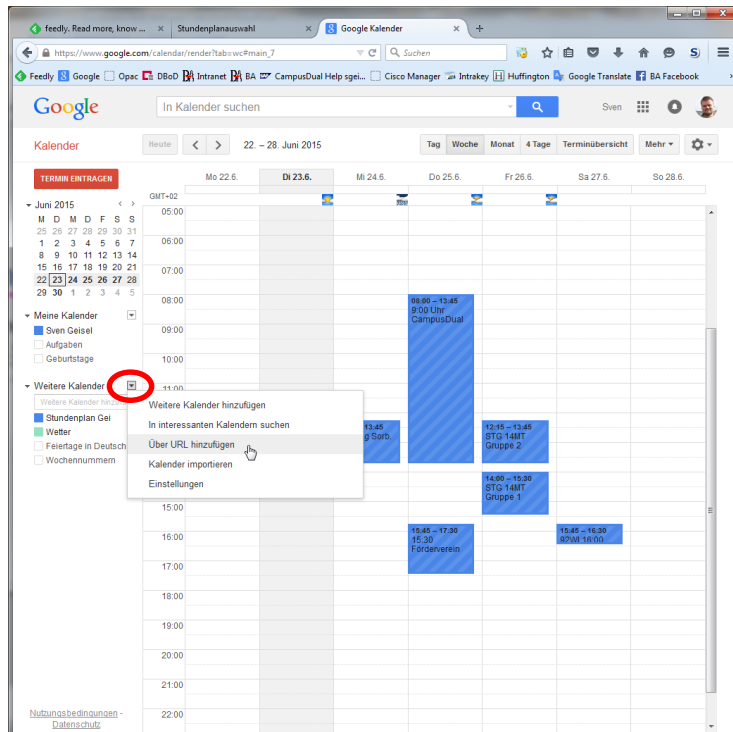 feedly. Read more, know ... × Stundenplanauswahl × Google Kalender × +
https://www.google.com/calendar/render?tab=wc#main_7 Suchen
Feedly Google Opac DBoD Intranet BA CampusDual Help sgei... Cisco Manager Intrakey Huffington Google Translate BA Facebook
Google In Kalender suchen Sven
Kalender Heute 22. – 28. Juni 2015 Tag Woche Monat 4 Tage Terminübersicht Mehr
TERMIN EINTRAGEN
Mo 22.6. Di 23.6. Mi 24.6. Do 25.6. Fr 26.6. Sa 27.6. So 28.6.
GMT+02
Juni 2015
M D M D F S S
25 26 27 28 29 30 31
1 2 3 4 5 6 7
8 9 10 11 12 13 14
15 16 17 18 19 20 21
22 23 24 25 26 27 28
29 30 1 2 3 4 5
Meine Kalender
Sven Geisel
Aufgaben
Geburtstage
Weitere Kalender
Weitere Kalender hinzu
Stundenplan Gei
Wetter
Feiertage in Deutsch
Wochennummern
Weitere Kalender hinzufügen
In interessanten Kalendern suchen
Über URL hinzufügen
Kalender importieren
Einstellungen
05:00
06:00
07:00
08:00
09:00
10:00
11:00
15:00
16:00
17:00
18:00
19:00
20:00
21:00
22:00
13:45
g Sorb.
08:00 – 13:45
9:00 Uhr
CampusDual
15:45 – 17:30
15:30
Förderverein
12:15 – 13:45
STG 14MT
Gruppe 2
14:00 – 15:30
STG 14MT
Gruppe 1
15:45 – 16:30
92WI 16:00
Nutzungsbedingungen -
Datenschutz